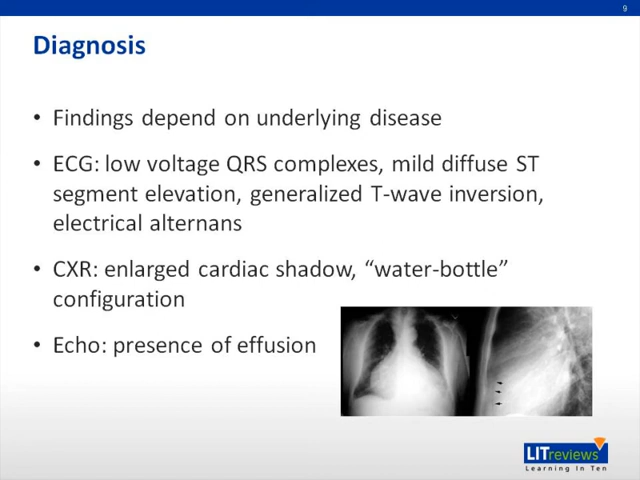 9
Diagnosis
• Findings depend on underlying disease
• ECG: low voltage QRS complexes, mild diffuse ST
segment elevation, generalized T-wave inversion,
electrical alternans
• CXR: enlarged cardiac shadow, “water-bottle”
configuration
• Echo: presence of effusion
LITreviews
Learning In Ten